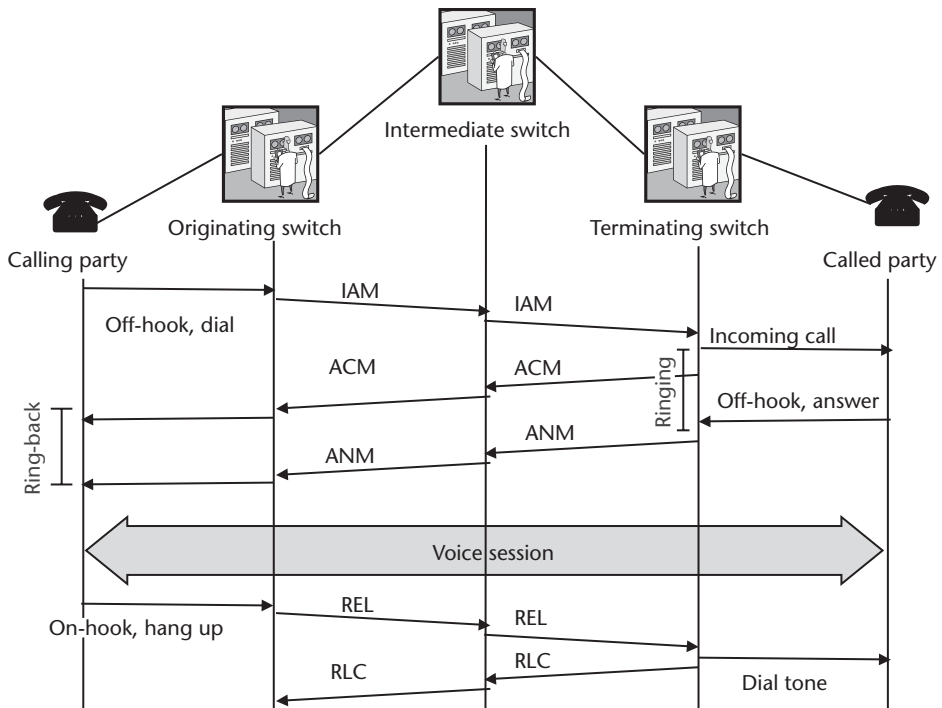 Intermediate switch
Originating switch
Terminating switch
Calling party
Called party
IAM
IAM
Off-hook, dial
Incoming call
ACM
ACM
Ringing
Off-hook, answer
Ring-back
ANM
ANM
Voice session
REL
REL
On-hook, hang up
RLC
RLC
Dial tone